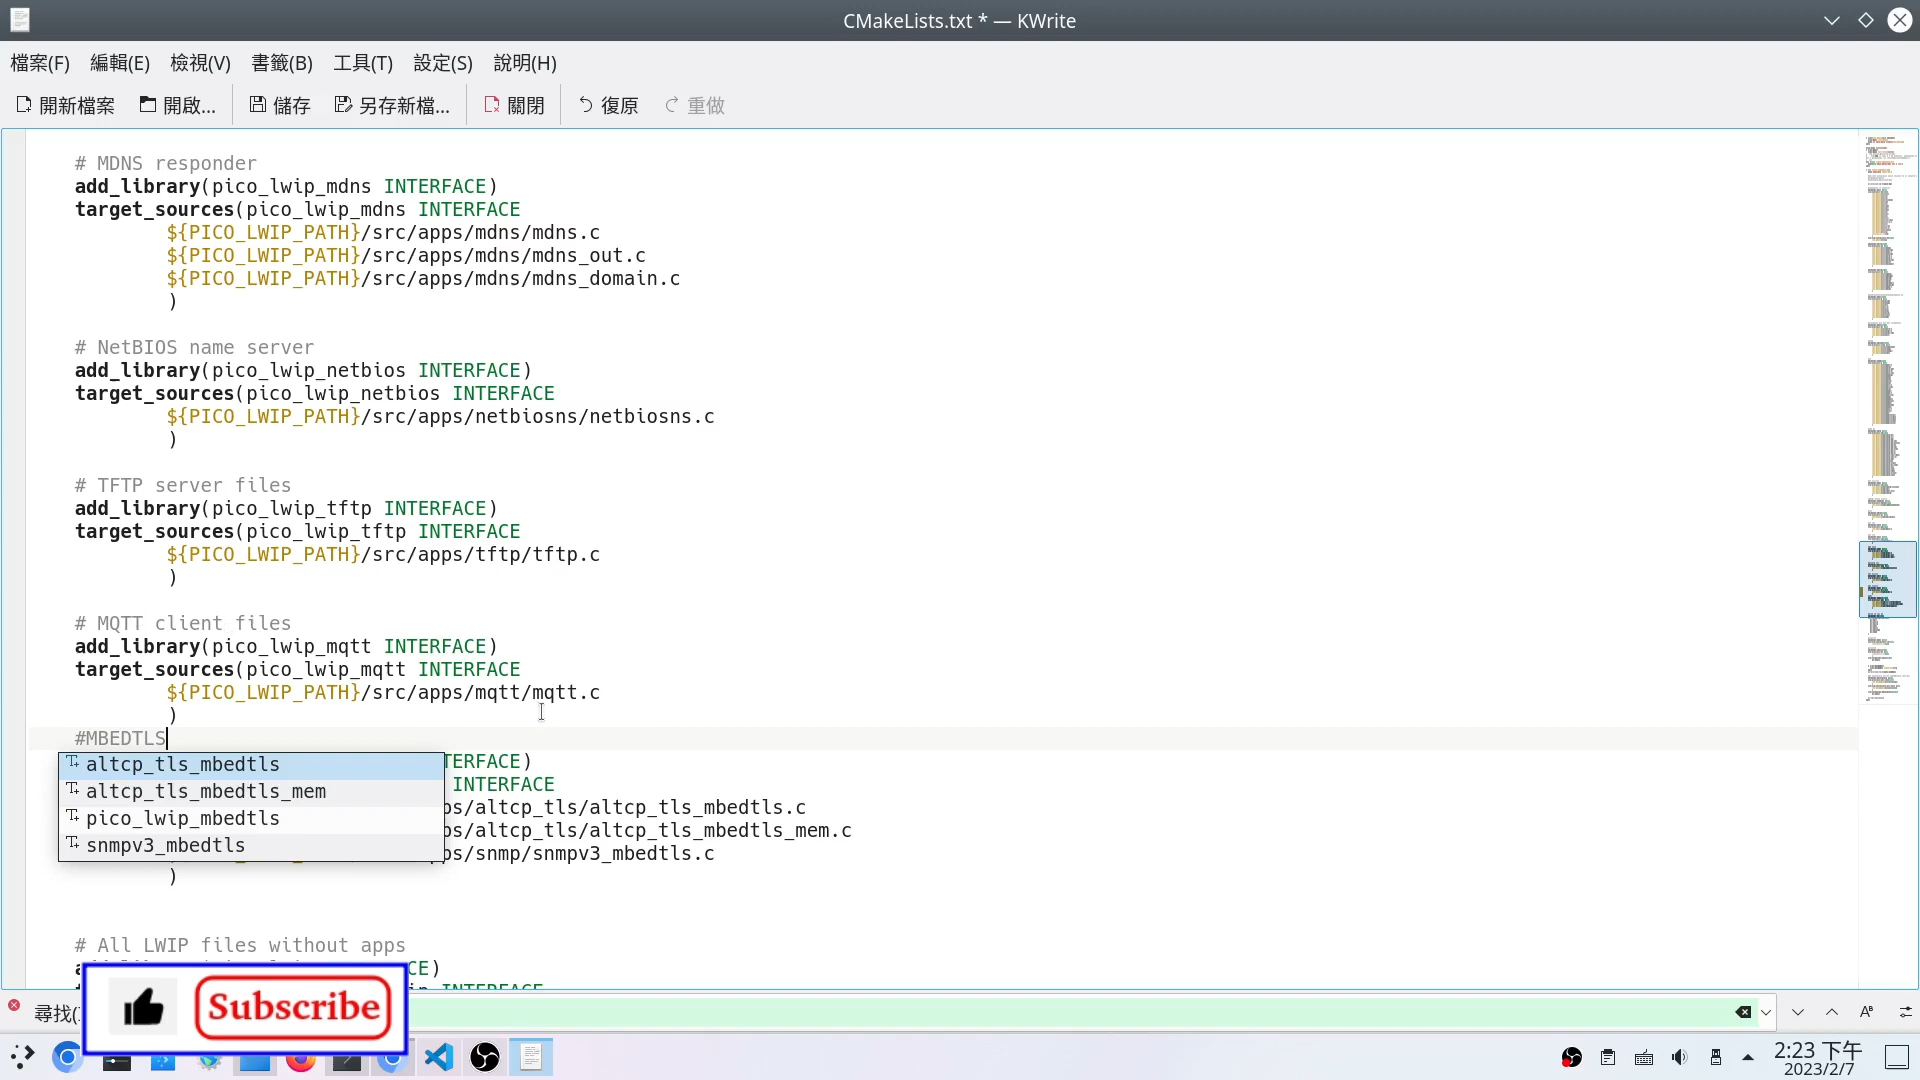 CMakeLists.txt * — KWrite
檔案(F) 編輯(E) 檢視(V) 書籤(B) 工具(T) 設定(S) 說明(H)
開新檔案 開啟... 儲存 另存新檔... 關閉 復原 重做
# MDNS responder
add_library(pico_lwip_mdns INTERFACE)
target_sources(pico_lwip_mdns INTERFACE
${PICO_LWIP_PATH}/src/apps/mdns/mdns.c
${PICO_LWIP_PATH}/src/apps/mdns/mdns_out.c
${PICO_LWIP_PATH}/src/apps/mdns/mdns_domain.c
)
# NetBIOS name server
add_library(pico_lwip_netbios INTERFACE)
target_sources(pico_lwip_netbios INTERFACE
${PICO_LWIP_PATH}/src/apps/netbiosns/netbiosns.c
)
# TFTP server files
add_library(pico_lwip_tftp INTERFACE)
target_sources(pico_lwip_tftp INTERFACE
${PICO_LWIP_PATH}/src/apps/tftp/tftp.c
)
# MQTT client files
add_library(pico_lwip_mqtt INTERFACE)
target_sources(pico_lwip_mqtt INTERFACE
${PICO_LWIP_PATH}/src/apps/mqtt/mqtt.c
)
#MBEDTLS
TERFACE)
INTERFACE
ps/altcp_tls/altcp_tls_mbedtls.c
ps/altcp_tls/altcp_tls_mbedtls_mem.c
ps/snmp/snmpv3_mbedtls.c
)
altcp_tls_mbedtls
altcp_tls_mbedtls_mem
pico_lwip_mbedtls
snmpv3_mbedtls
# All LWIP files without apps
CE)
INTERFACE
尋找(
Subscribe
2:23 下午
2023/2/7